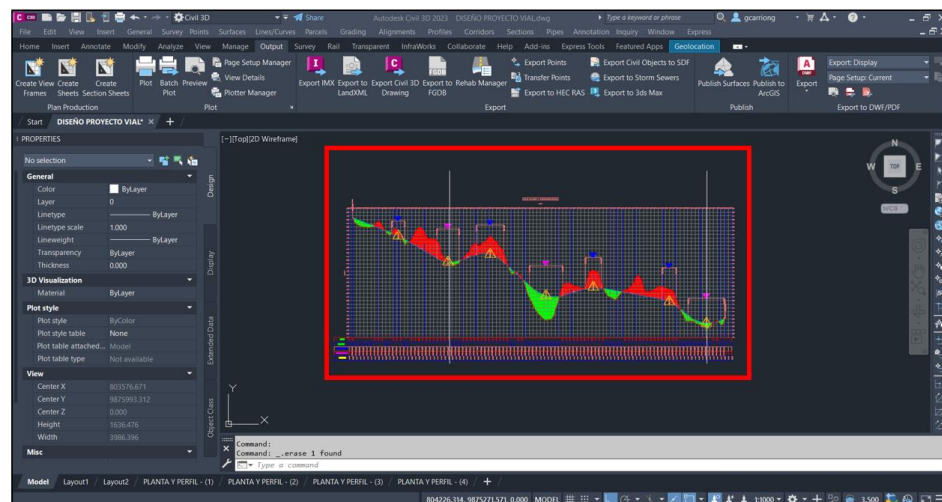 C CIVIL Civil 3D Share Autodesk Civil 3D 2023 DISEÑO PROYECTO VIAL.dwg Type a keyword or phrase gcarriong
File Edit View Insert General Survey Points Surfaces Lines/Curves Parcels Grading Alignments Profiles Corridors Sections Pipes Annotation Inquiry Window Express
Home Insert Annotate Modify Analyze View Manage Output Survey Rail Transparent InfraWorks Collaborate Help Add-ins Express Tools Featured Apps Geolocation
Create View Frames
Create Sheets
Create Section Sheets
Plan Production
Plot
Batch Plot
Preview
Page Setup Manager
View Details
Plotter Manager
Plot
Export IMX
Export to LandXML
Export Civil 3D Drawing
Export to FGDB
Rehab Manager
Export Points
Transfer Points
Export to HEC RAS
Export Civil Objects to SDF
Export to Storm Sewers
Export to 3ds Max
Export
Publish Surfaces
Publish to ArcGIS
Publish
Export
Export: Display
Page Setup: Current
Export to DWF/PDF
Start DISEÑO PROYECTO VIAL* +
PROPERTIES
No selection
General
Color ByLayer
Layer 0
Linetype ByLayer
Linetype scale 1.000
Lineweight ByLayer
Transparency ByLayer
Thickness 0.000
3D Visualization
Material ByLayer
Plot style
Plot style ByColor
Plot style table None
Plot table attached... Model
Plot table type Not available
View
Center X 803576.671
Center Y 9875993.312
Center Z 0.000
Height 1636.476
Width 3986.396
Misc
Design
Display
Extended Data
Object Class
[-][Top][2D Wireframe]
N
W TOP E
S
WCS
Y
X
Command:
Command: _.erase 1 found
Type a command
Model Layout1 Layout2 PLANTA Y PERFIL - (1) PLANTA Y PERFIL - (2) PLANTA Y PERFIL - (3) PLANTA Y PERFIL - (4) +
804226.314, 9875271.571, 0.000 MODEL 1:1000 3.500